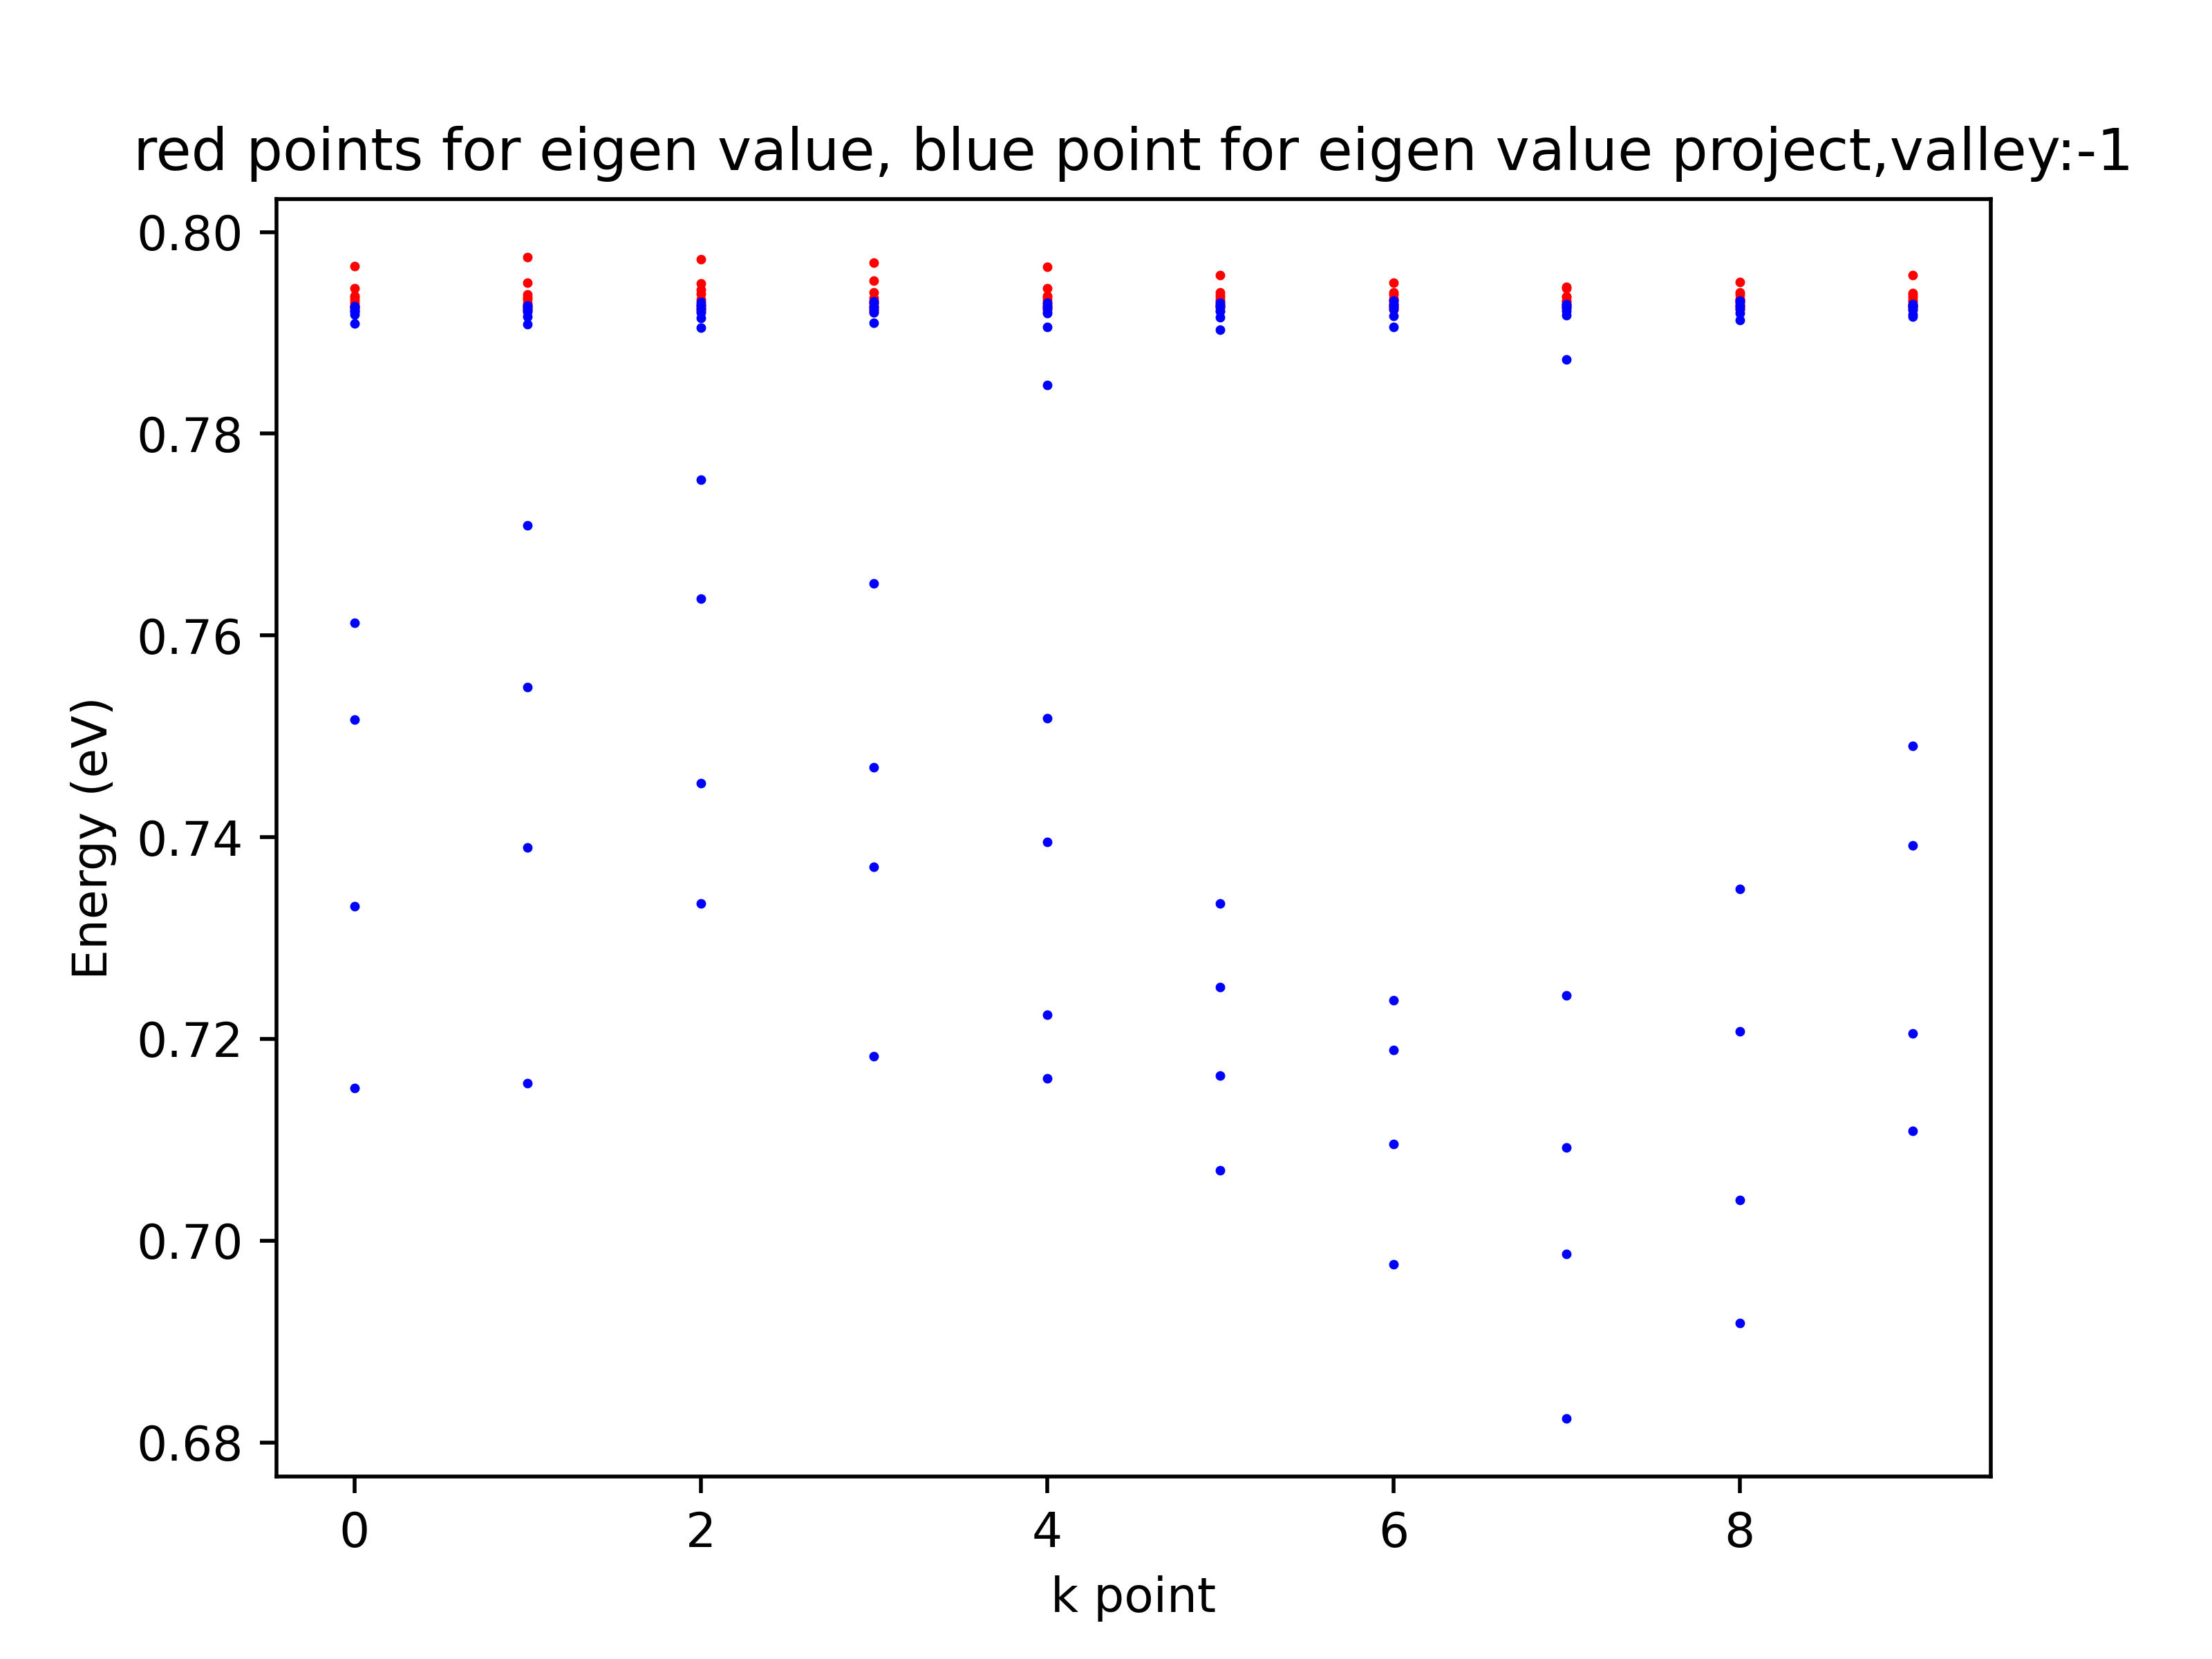 red points for eigen value, blue point for eigen value project,valley:-1
0.80
0.78
0.76
0.74
0.72
0.70
0.68
Energy (eV)
0 2 4 6 8
k point